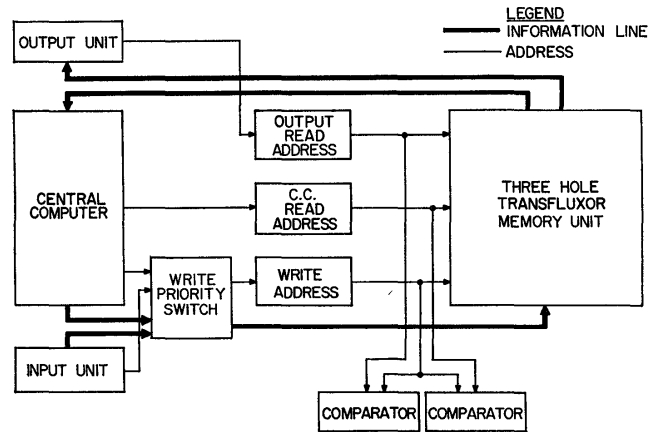 LEGEND
INFORMATION LINE
ADDRESS
OUTPUT UNIT
OUTPUT
READ
ADDRESS
CENTRAL
COMPUTER
C.C.
READ
ADDRESS
THREE HOLE
TRANSFLUXOR
MEMORY UNIT
WRITE
PRIORITY
SWITCH
WRITE
ADDRESS
INPUT UNIT
COMPARATOR
COMPARATOR